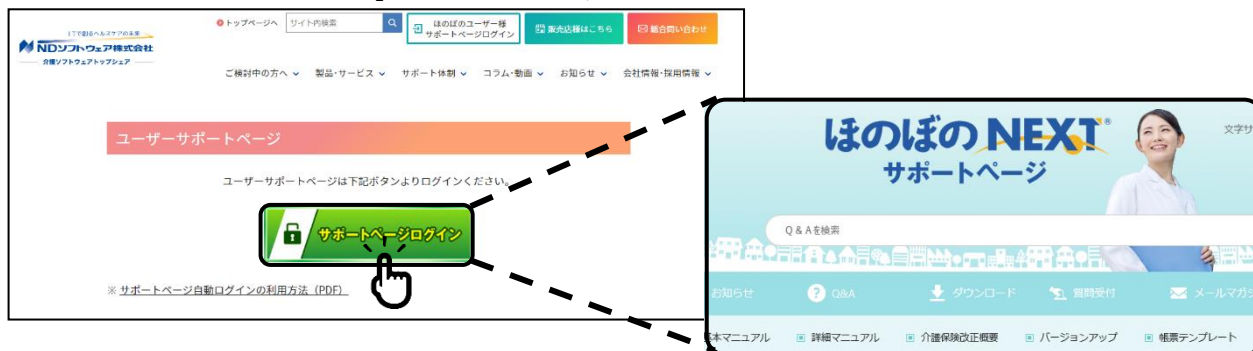 トップページへ
サイト内検索
ほのぼのユーザー様
サポートページログイン
販売店様はこちら
総合問い合わせ
ITで創るヘルスケアの未来
NDソフトウェア株式会社
介護ソフトウェアトップシェア
ご検討中の方へ
製品・サービス
サポート体制
コラム・動画
お知らせ
会社情報・採用情報
ユーザーサポートページ
ユーザーサポートページは下記ボタンよりログインください。
サポートページログイン
※ サポートページ自動ログインの利用方法（PDF）
ほのぼの NEXT®
サポートページ
文字サ
Q & Aを検索
お知らせ
Q&A
ダウンロード
質問受付
メールマガジ
本マニュアル
詳細マニュアル
介護保険改正概要
バージョンアップ
帳票テンプレート